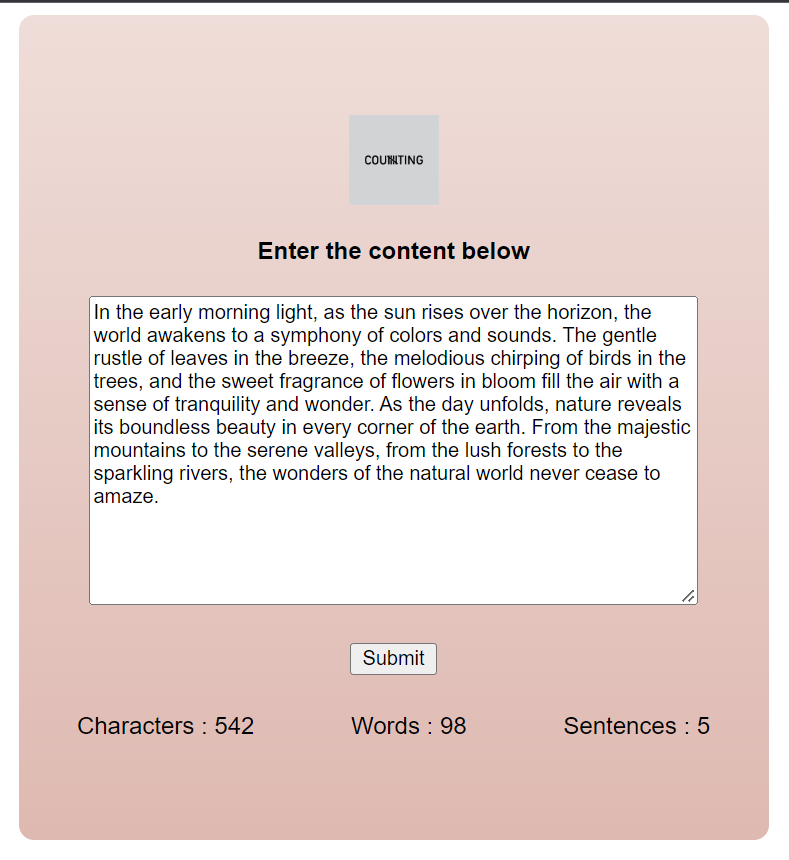 Enter the content below
In the early morning light, as the sun rises over the horizon, the
world awakens to a symphony of colors and sounds. The gentle
rustle of leaves in the breeze, the melodious chirping of birds in the
trees, and the sweet fragrance of flowers in bloom fill the air with a
sense of tranquility and wonder. As the day unfolds, nature reveals
its boundless beauty in every corner of the earth. From the majestic
mountains to the serene valleys, from the lush forests to the
sparkling rivers, the wonders of the natural world never cease to
amaze.
Submit
Characters : 542 Words : 98 Sentences : 5